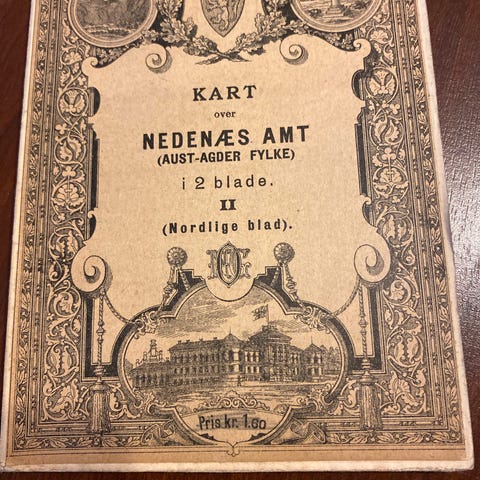 KART
over
NEDENÆS AMT
(AUST-AGDER FYLKE)
i 2 blade.
II
(Nordlige blad).
Pris kr. 1.60